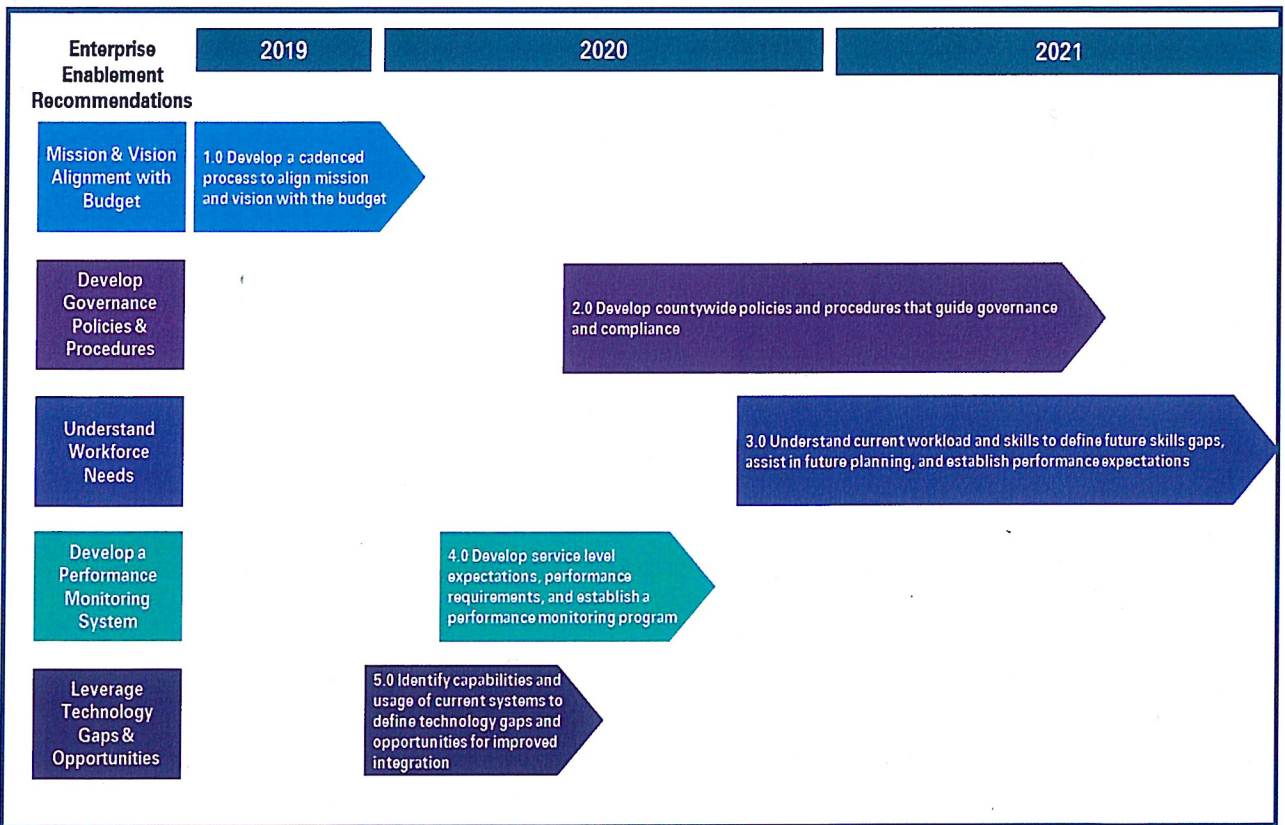 Enterprise
Enablement
Recommendations
2019
2020
2021
Mission & Vision
Alignment with
Budget
1.0 Develop a cadenced
process to align mission
and vision with the budget
Develop
Governance
Policies &
Procedures
2.0 Develop countywide policies and procedures that guide governance
and compliance
Understand
Workforce
Needs
3.0 Understand current workload and skills to define future skills gaps,
assist in future planning, and establish performance expectations
Develop a
Performance
Monitoring
System
4.0 Develop service level
expectations, performance
requirements, and establish a
performance monitoring program
Leverage
Technology
Gaps &
Opportunities
5.0 Identify capabilities and
usage of current systems to
define technology gaps and
opportunities for improved
integration